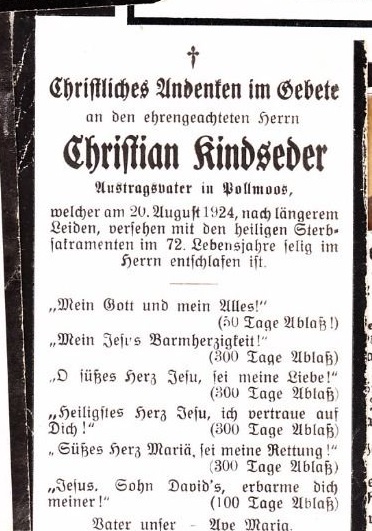 †
Christliches Andenken im Gebete
an den ehrengeachteten Herrn
Christian Kindseder
Austragsvater in Pollmoos,
welcher am 20. August 1924, nach längerem
Leiden, versehen mit den heiligen Sterb-
sakramenten im 72. Lebensjahre selig im
Herrn entschlafen ist.
„Mein Gott und mein Alles!"
(50 Tage Ablaß!)
„Mein Jesus Barmherzigkeit!"
(300 Tage Ablaß)
„O süßes Herz Jesu, sei meine Liebe!"
(300 Tage Ablaß)
„Heiligstes Herz Jesu, ich vertraue auf
Dich!" (300 Tage Ablaß)
„Süßes Herz Mariä, sei meine Rettung!"
(300 Tage Ablaß)
„Jesus. Sohn David's, erbarme dich
meiner!" (100 Tage Ablaß)
Vater unser - Ave Maria.